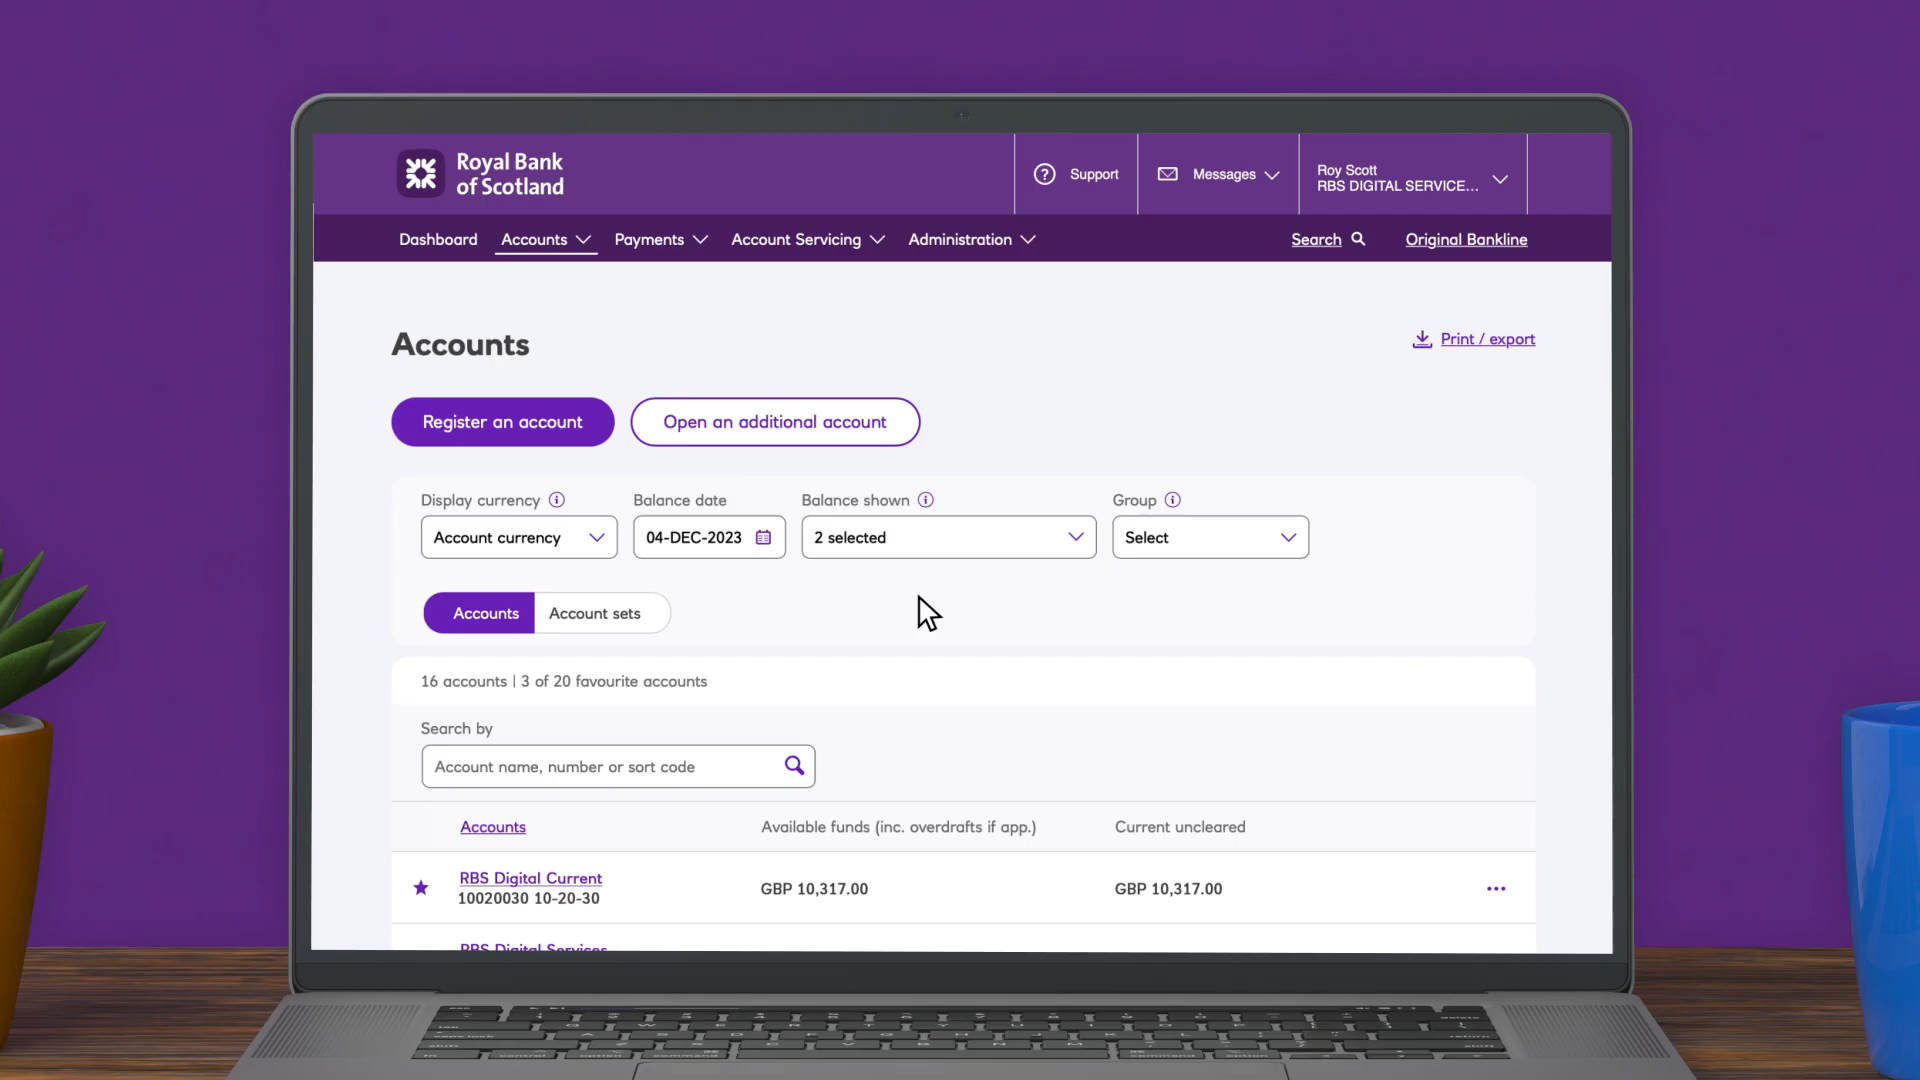 Royal Bank
of Scotland
Support
Messages
Roy Scott
RBS DIGITAL SERVICE...
Dashboard
Accounts
Payments
Account Servicing
Administration
Search
Original Bankline
Accounts
Print / export
Register an account
Open an additional account
Display currency
Balance date
Balance shown
Group
Account currency
04-DEC-2023
2 selected
Select
Accounts
Account sets
16 accounts | 3 of 20 favourite accounts
Search by
Account name, number or sort code
Accounts
Available funds (inc. overdrafts if app.)
Current uncleared
RBS Digital Current
10020030 10-20-30
GBP 10,317.00
GBP 10,317.00
RBS Digital Services